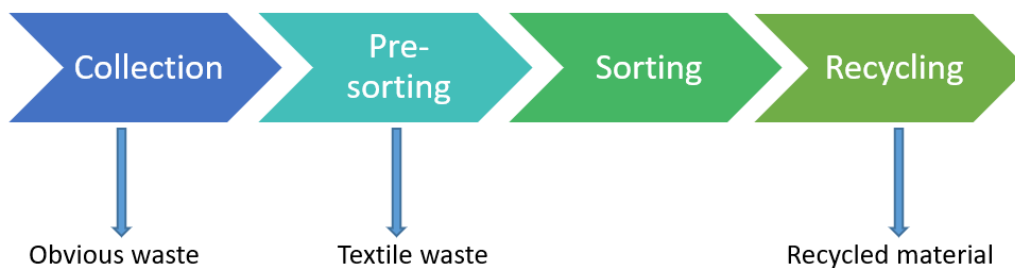 Collection
Pre-
sorting
Sorting
Recycling
Obvious waste
Textile waste
Recycled material